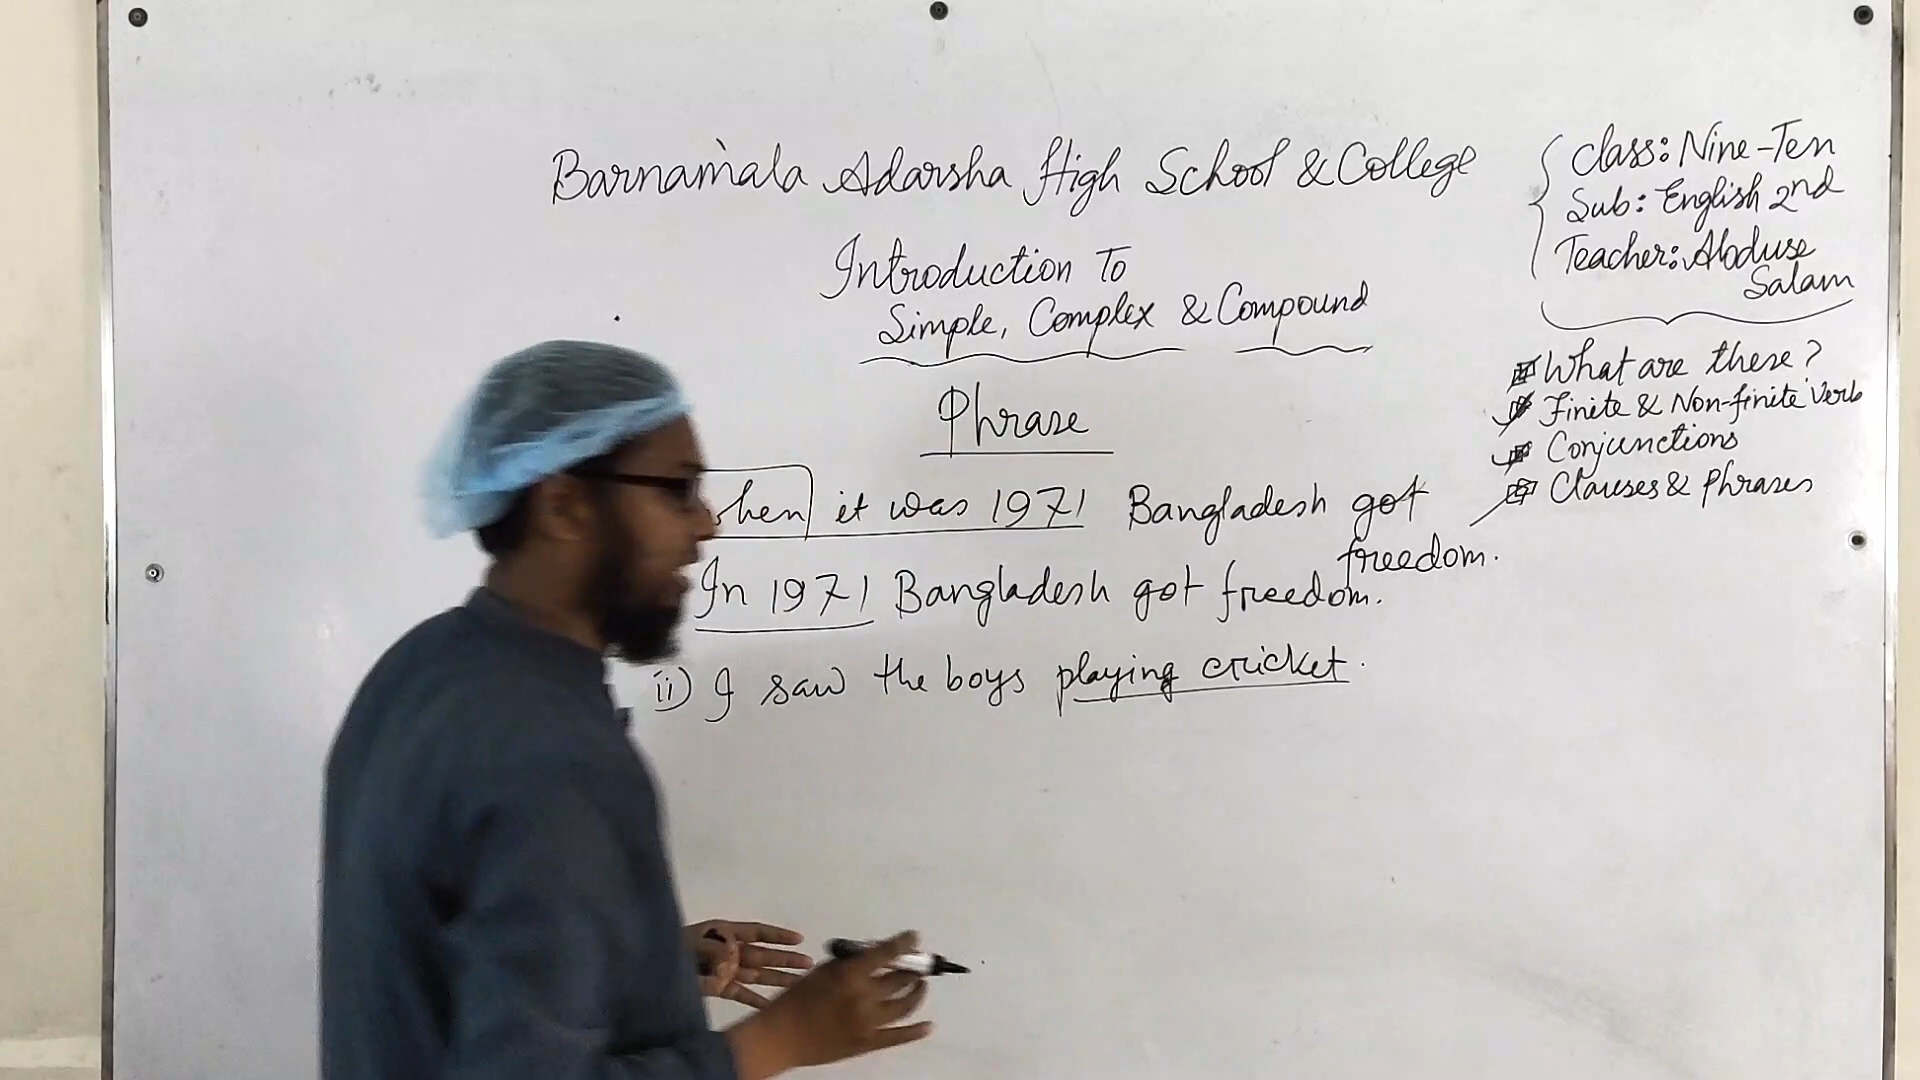 Barnamala Adarsha High School & College
Introduction To
Simple, Complex & Compound
Phrase
when it was 1971 Bangladesh got
freedom.
In 1971 Bangladesh got freedom.
ii) I saw the boys playing cricket.
Class: Nine-Ten
Sub: English 2nd
Teacher: Abduse
Salam
What are these?
Finite & Non-finite Verb
Conjunctions
Clauses & Phrases